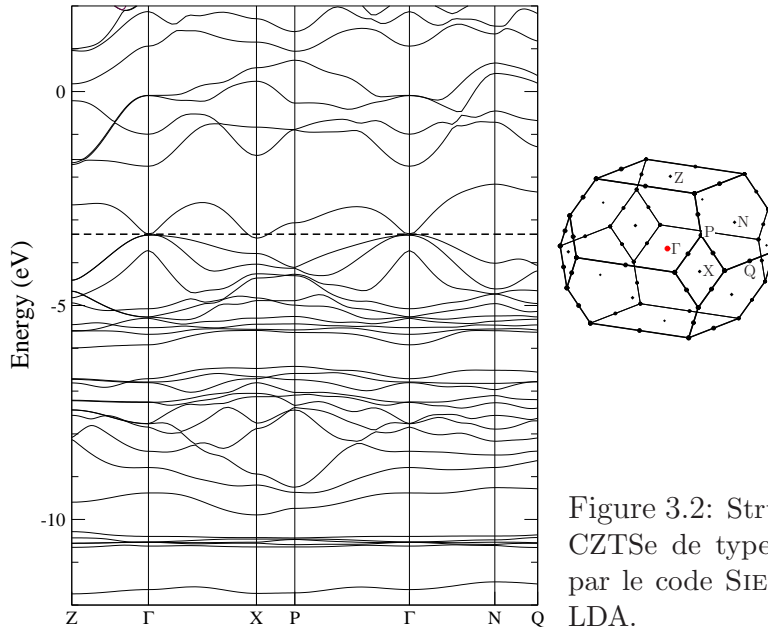 0
-5
-10
Energy (eV)
Z Γ X P Γ N Q
Z
N
P
Γ
X
Q
Figure 3.2: Str
CZTSe de type
par le code SIE
LDA.